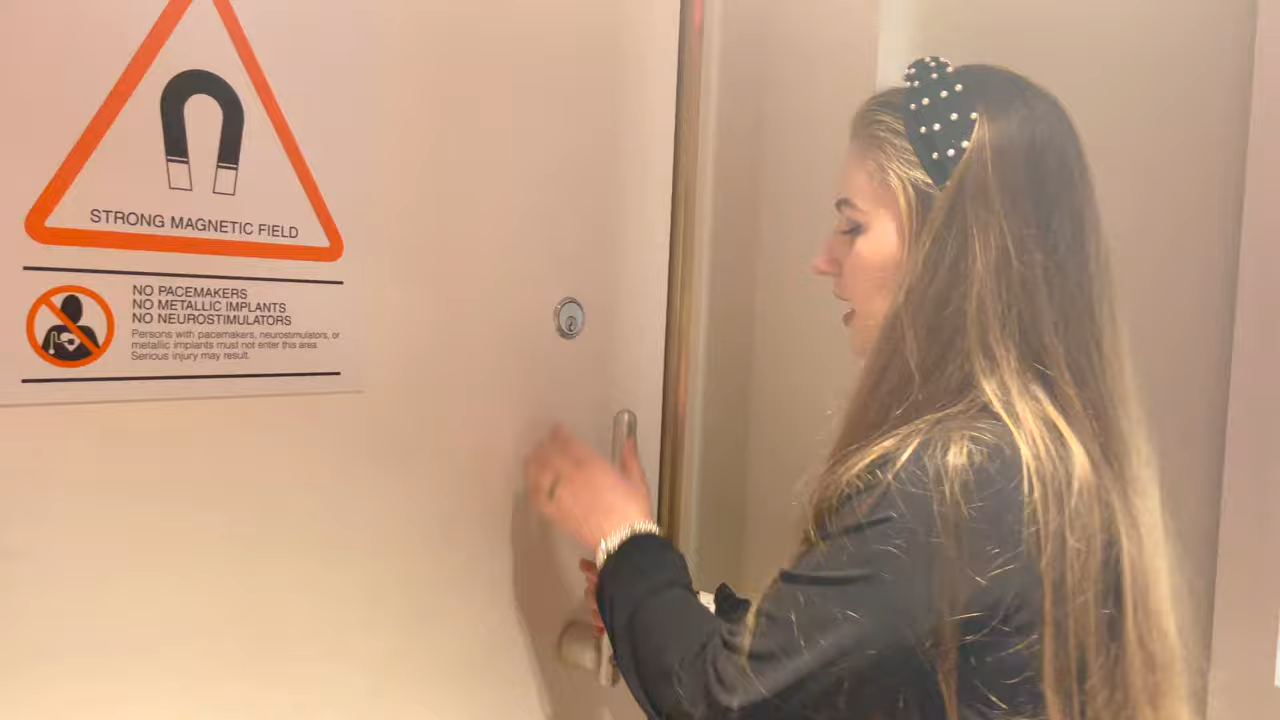 STRONG MAGNETIC FIELD
NO PACEMAKERS
NO METALLIC IMPLANTS
NO NEUROSTIMULATORS
Persons with pacemakers, neurostimulators, or
metallic implants must not enter this area.
Serious injury may result.